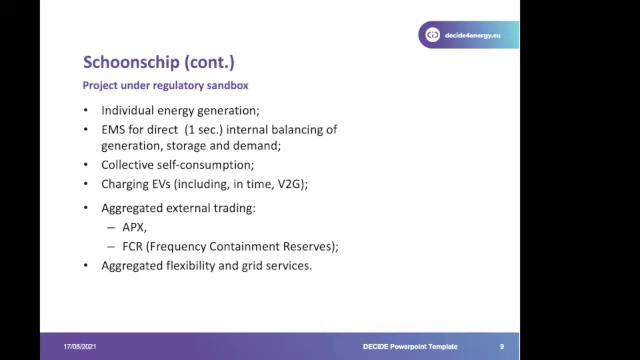 decide4energy.eu
Schoonschip (cont.)
Project under regulatory sandbox
• Individual energy generation;
• EMS for direct (1 sec.) internal balancing of
generation, storage and demand;
• Collective self-consumption;
• Charging EVs (including, in time, V2G);
• Aggregated external trading:
– APX,
– FCR (Frequency Containment Reserves);
• Aggregated flexibility and grid services.
17/05/2021
DECIDE Powerpoint Template
9